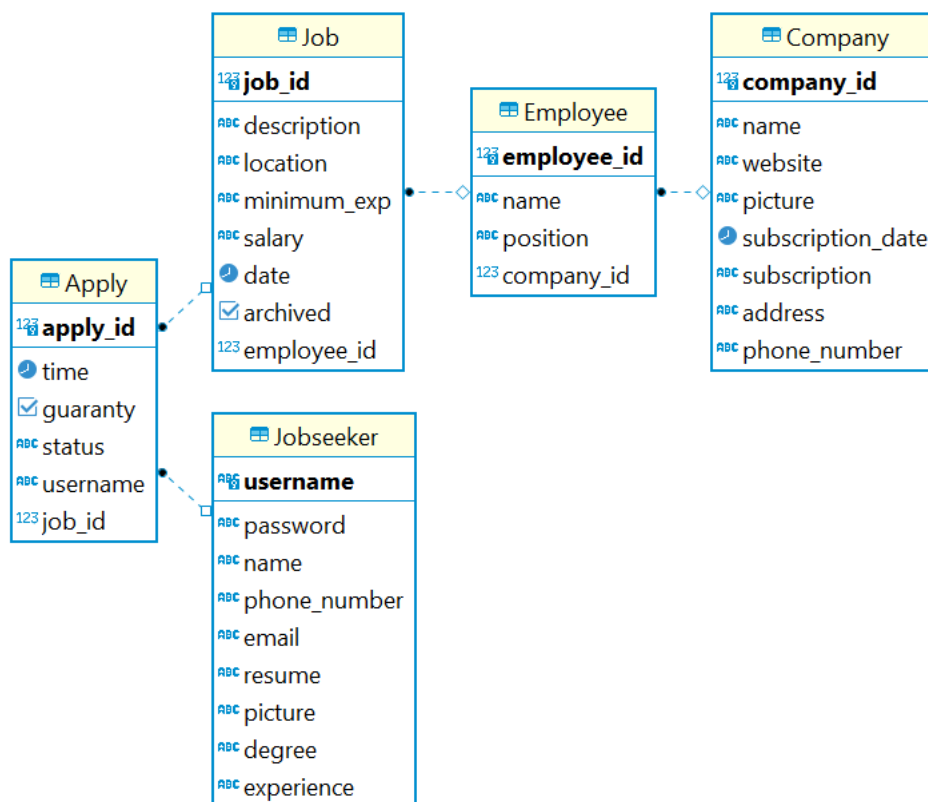 Job
job_id
description
location
minimum_exp
salary
date
archived
employee_id
Employee
employee_id
name
position
company_id
Company
company_id
name
website
picture
subscription_date
subscription
address
phone_number
Apply
apply_id
time
guaranty
status
username
job_id
Jobseeker
username
password
name
phone_number
email
resume
picture
degree
experience